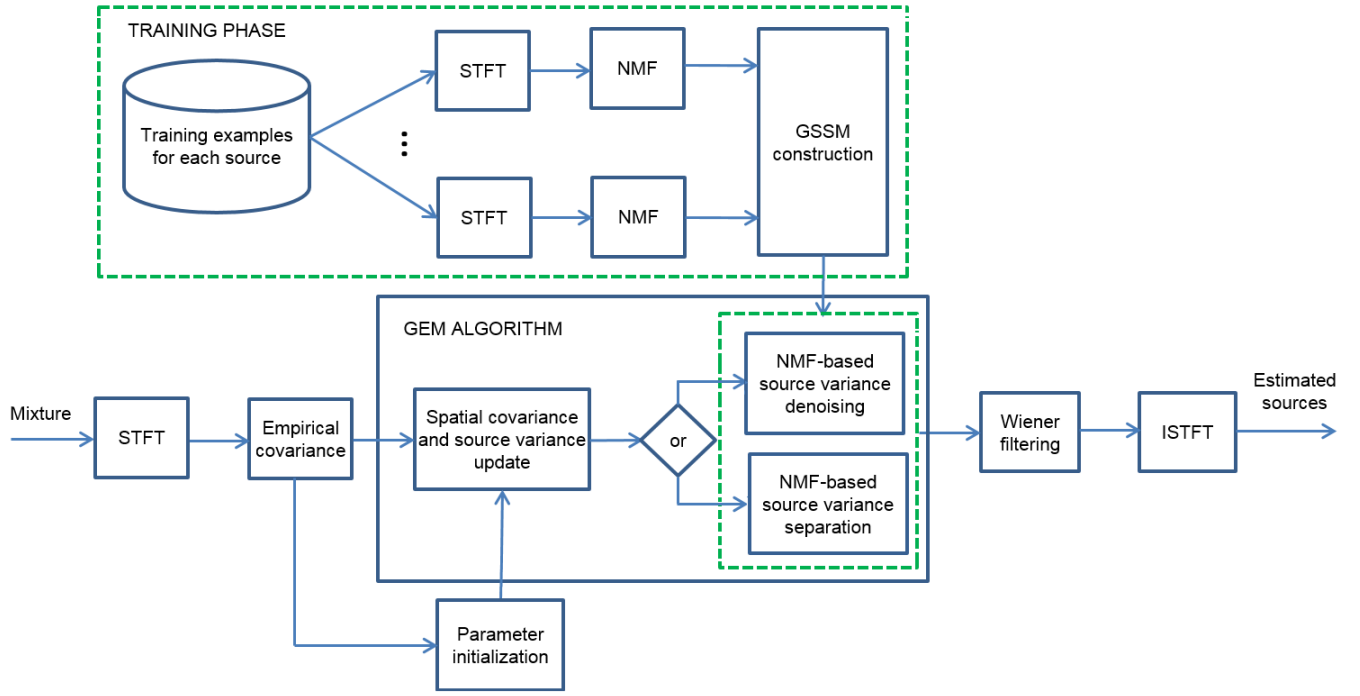 TRAINING PHASE
Training examples
for each source
STFT
NMF
STFT
NMF
GSSM
construction
GEM ALGORITHM
Mixture
STFT
Empirical
covariance
Spatial covariance
and source variance
update
or
NMF-based
source variance
denoising
NMF-based
source variance
separation
Parameter
initialization
Wiener
filtering
ISTFT
Estimated
sources